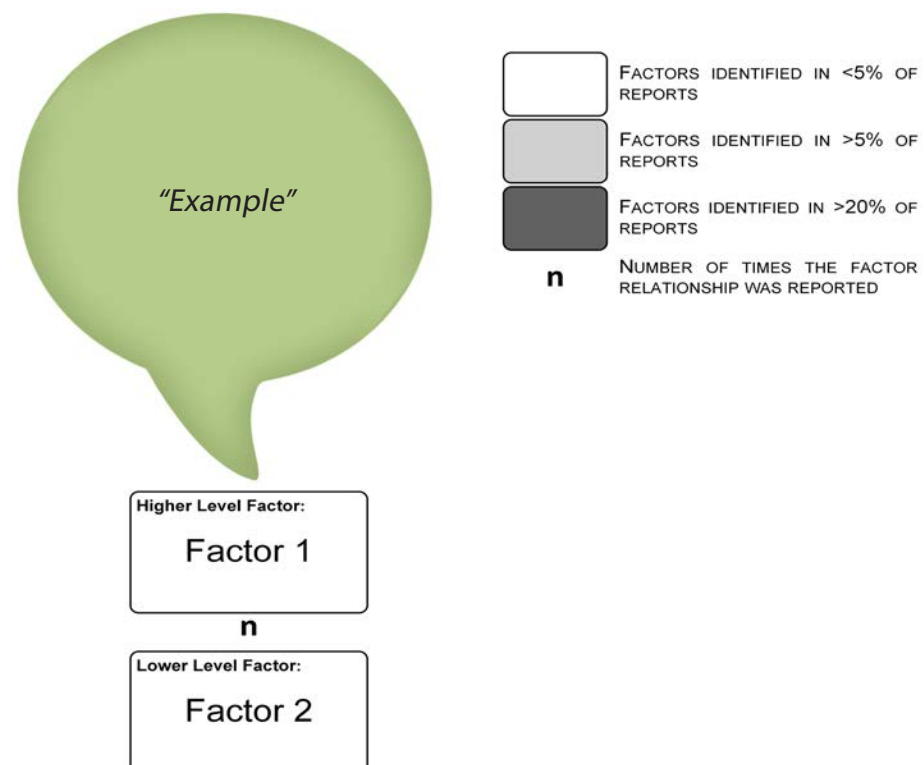 “Example”
FACTORS IDENTIFIED IN <5% OF
REPORTS
FACTORS IDENTIFIED IN >5% OF
REPORTS
FACTORS IDENTIFIED IN >20% OF
REPORTS
n
NUMBER OF TIMES THE FACTOR
RELATIONSHIP WAS REPORTED
Higher Level Factor:
Factor 1
n
Lower Level Factor:
Factor 2